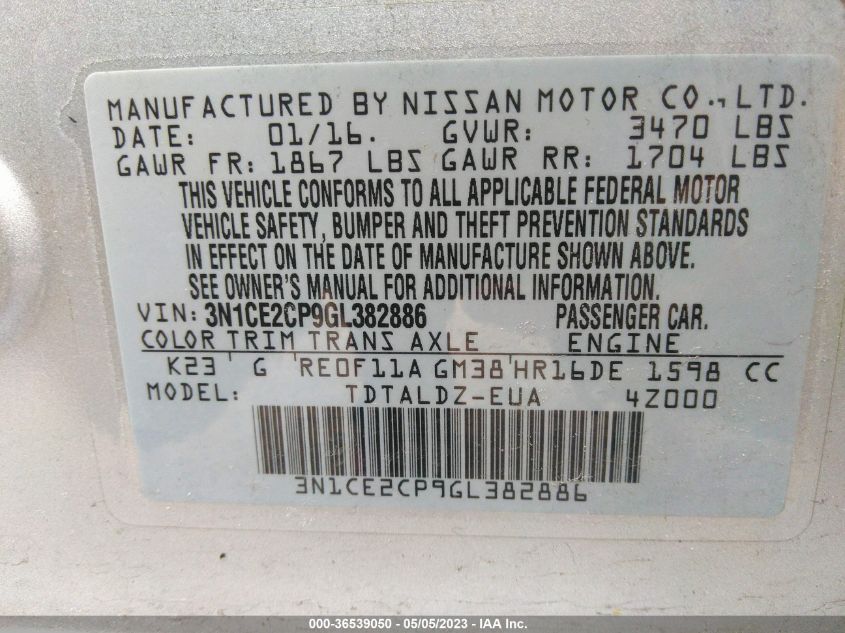 MANUFACTURED BY NISSAN MOTOR CO., LTD.
DATE: 01/16. GVWR: 3470 LBS
GAWR FR: 1867 LBS GAWR RR: 1704 LBS
THIS VEHICLE CONFORMS TO ALL APPLICABLE FEDERAL MOTOR
VEHICLE SAFETY, BUMPER AND THEFT PREVENTION STANDARDS
IN EFFECT ON THE DATE OF MANUFACTURE SHOWN ABOVE.
SEE OWNER'S MANUAL FOR ADDITIONAL INFORMATION.
VIN: 3N1CE2CP9GL382886 PASSENGER CAR.
COLOR TRIM TRANS AXLE ENGINE
K23 ' G 'RE0F11A GM38'HR16DE 1598 CC
MODEL: TDTALDZ-EUA 4Z000
3N1CE2CP9GL382886
000-36539050 - 05/05/2023 - IAA Inc.